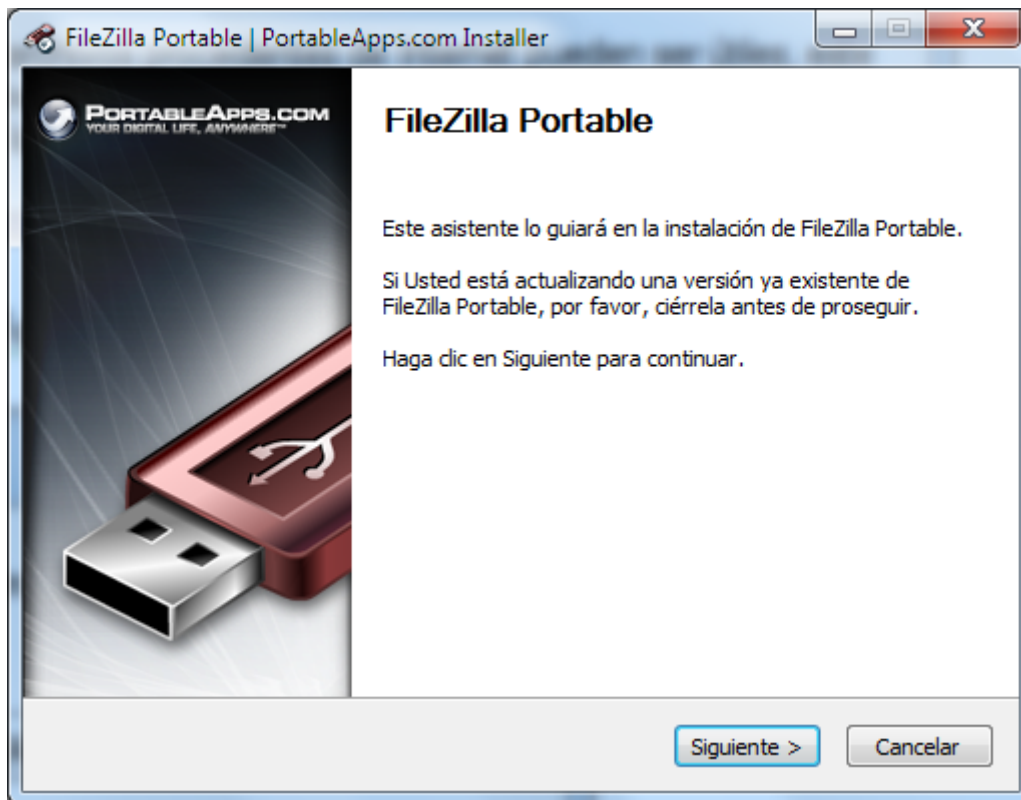 FileZilla Portable | PortableApps.com Installer
PORTABLEAPPS.COM
YOUR DIGITAL LIFE, ANYWHERE™
FileZilla Portable
Este asistente lo guiará en la instalación de FileZilla Portable.
Si Usted está actualizando una versión ya existente de
FileZilla Portable, por favor, ciérrela antes de proseguir.
Haga clic en Siguiente para continuar.
Siguiente >
Cancelar